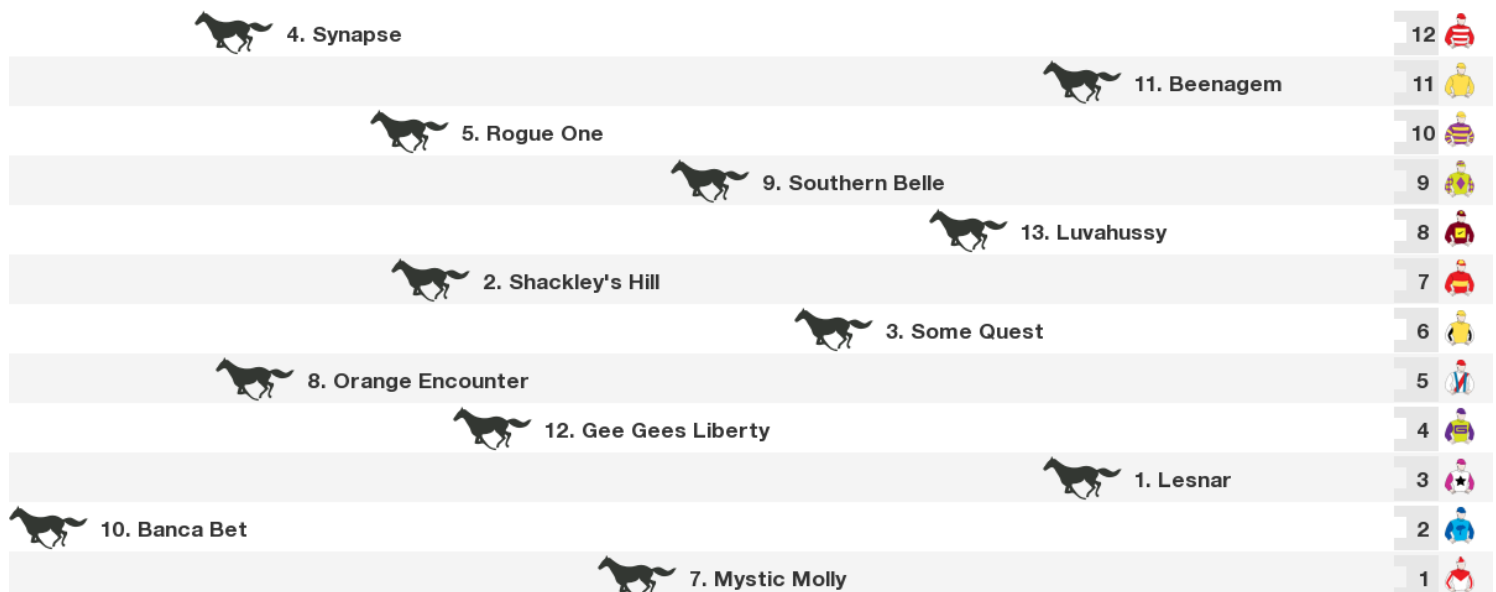 4. Synapse 12
11. Beenagem 11
5. Rogue One 10
9. Southern Belle 9
13. Luvahussy 8
2. Shackley's Hill 7
3. Some Quest 6
8. Orange Encounter 5
12. Gee Gees Liberty 4
1. Lesnar 3
10. Banca Bet 2
7. Mystic Molly 1